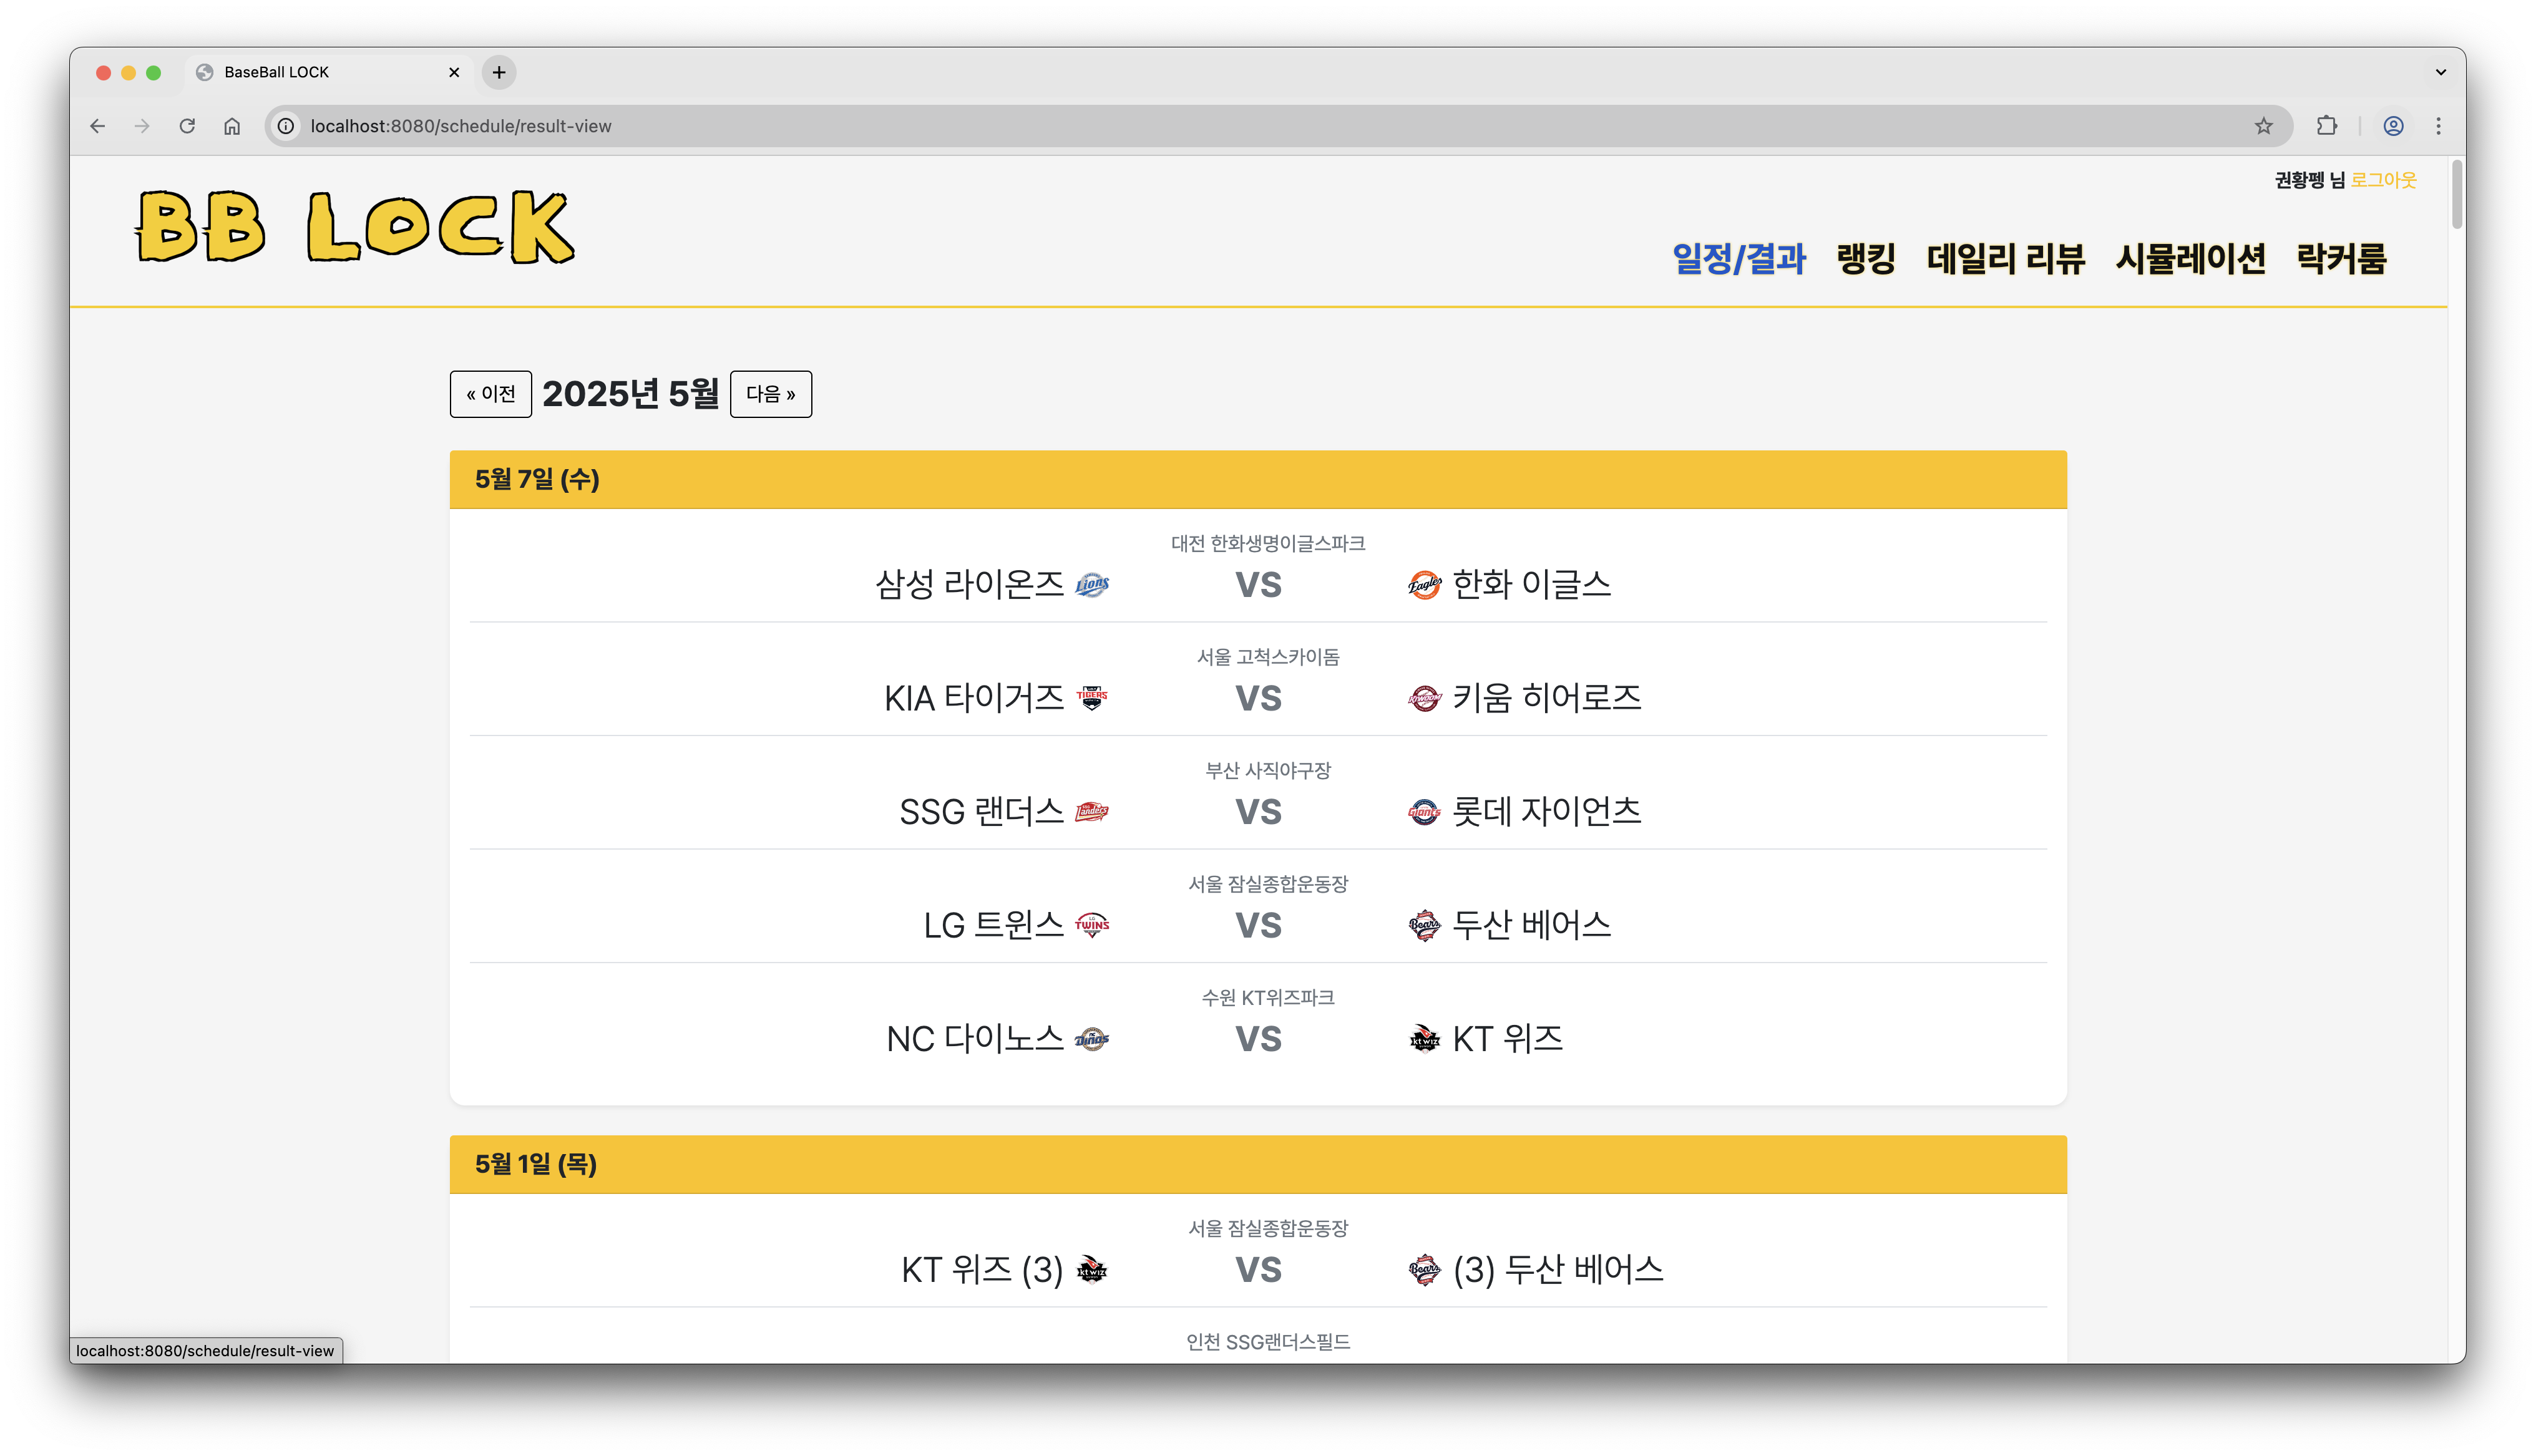 BaseBall LOCK
localhost:8080/schedule/result-view
권황펭 님 로그아웃
BB LOCK
일정/결과 랭킹 데일리 리뷰 시뮬레이션 락커룸
« 이전 2025년 5월 다음 »
5월 7일 (수)
대전 한화생명이글스파크
삼성 라이온즈 Lions VS Eagles 한화 이글스
서울 고척스카이돔
KIA 타이거즈 TIGERS VS KIWOOM 키움 히어로즈
부산 사직야구장
SSG 랜더스 Landers VS Giants 롯데 자이언츠
서울 잠실종합운동장
LG 트윈스 TWINS VS Bears 두산 베어스
수원 KT위즈파크
NC 다이노스 NC Dinos VS kt wiz KT 위즈
5월 1일 (목)
서울 잠실종합운동장
KT 위즈 (3) kt wiz VS Bears (3) 두산 베어스
인천 SSG랜더스필드
localhost:8080/schedule/result-view